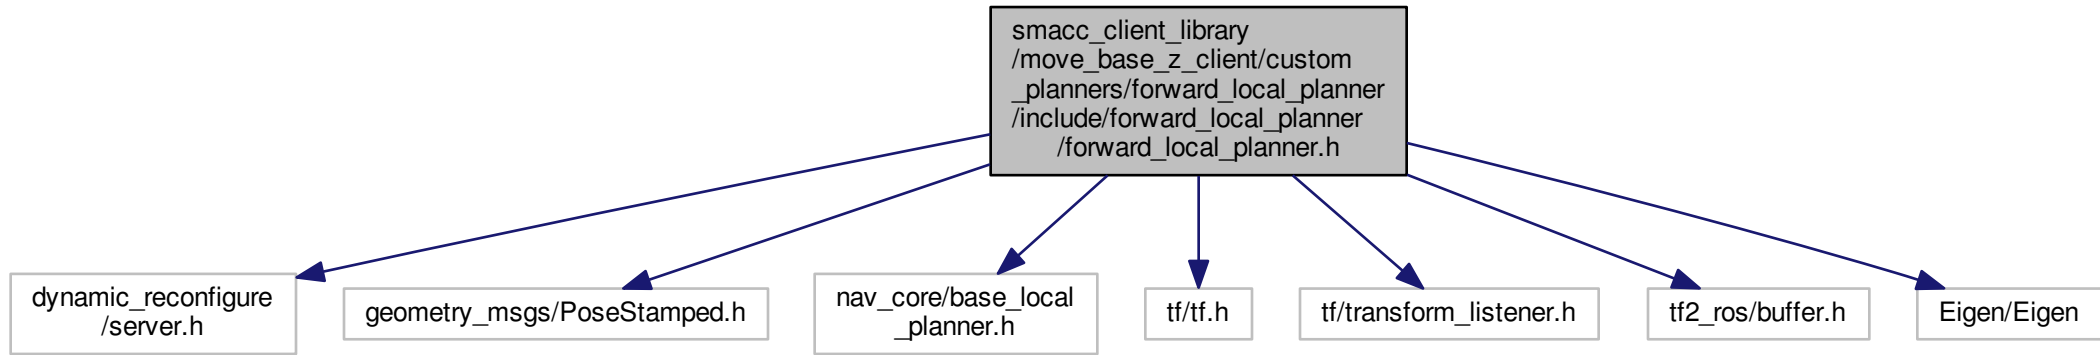 smacc_client_library
/move_base_z_client/custom
_planners/forward_local_planner
/include/forward_local_planner
/forward_local_planner.h
dynamic_reconfigure
/server.h
geometry_msgs/PoseStamped.h
nav_core/base_local
_planner.h
tf/tf.h
tf/transform_listener.h
tf2_ros/buffer.h
Eigen/Eigen